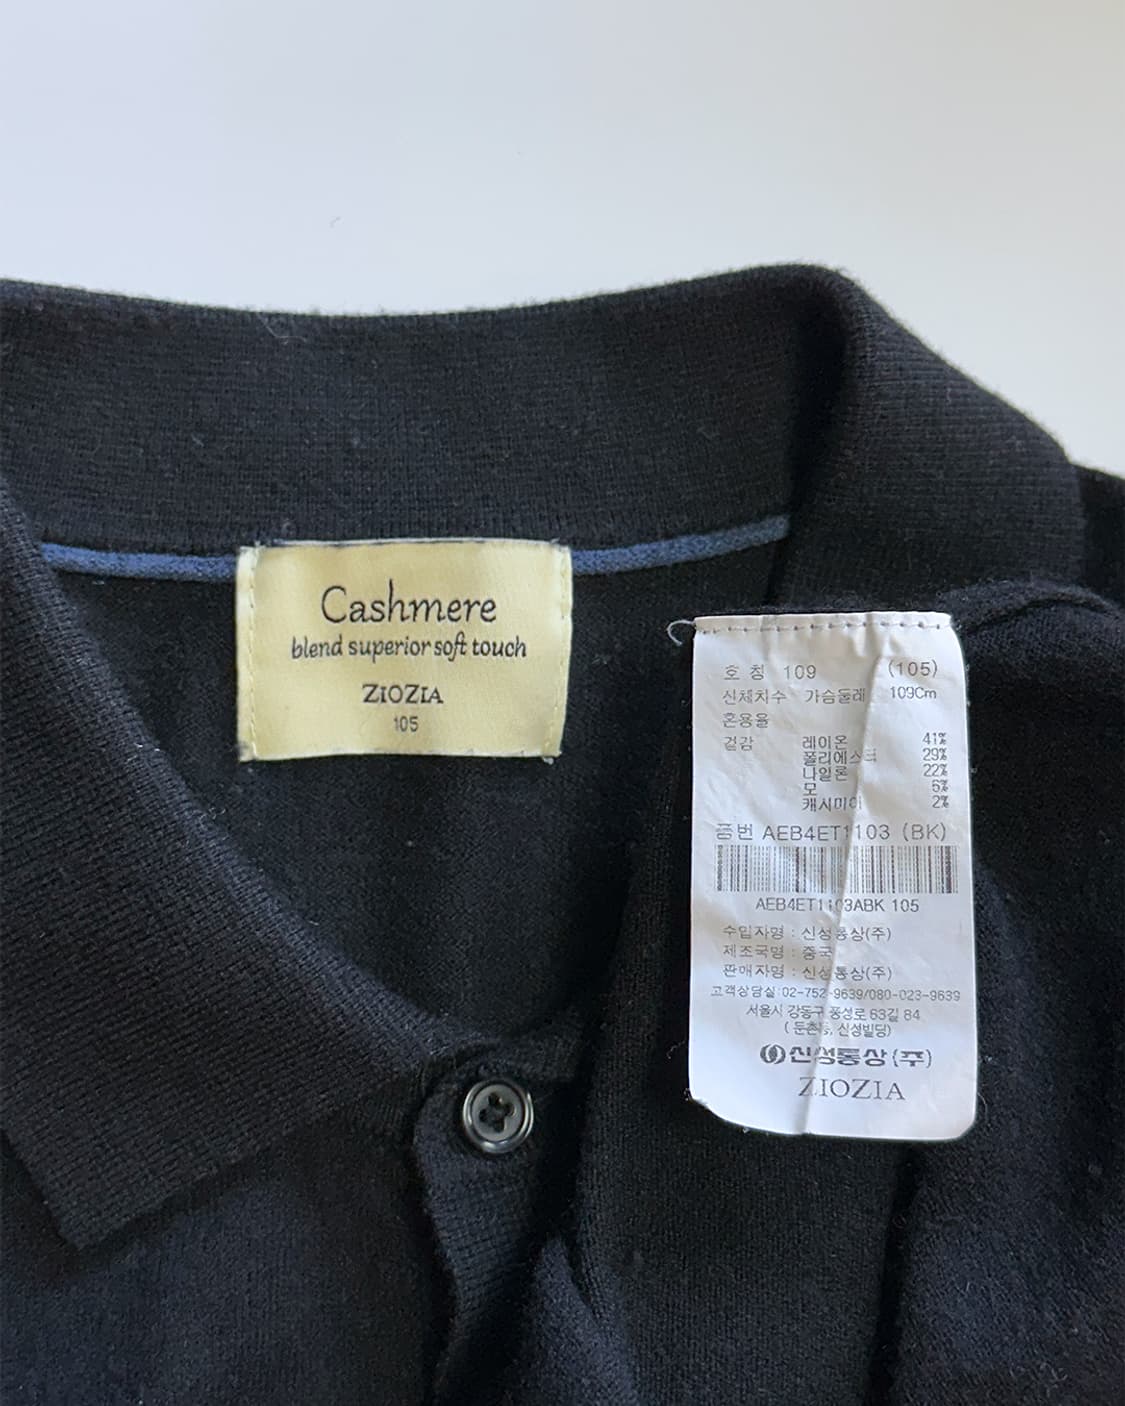 Cashmere
blend superior soft touch
ZIOZIA
105
호칭 109 (105)
신체치수 가슴둘레 109Cm
혼용율
겉감 레이온 41%
폴리에스터 29%
나일론 22%
모 6%
캐시미어 2%
품번 AEB4ET1103 (BK)
AEB4ET1103ABK 105
수입자명 : 신성통상(주)
제조국명 : 중국
판매자명 : 신성통상(주)
고객상담실:02-752-9639/080-023-9639
서울시 강동구 풍성로 63길 84
( 둔촌동, 신성빌딩)
신성통상(주)
ZIOZIA